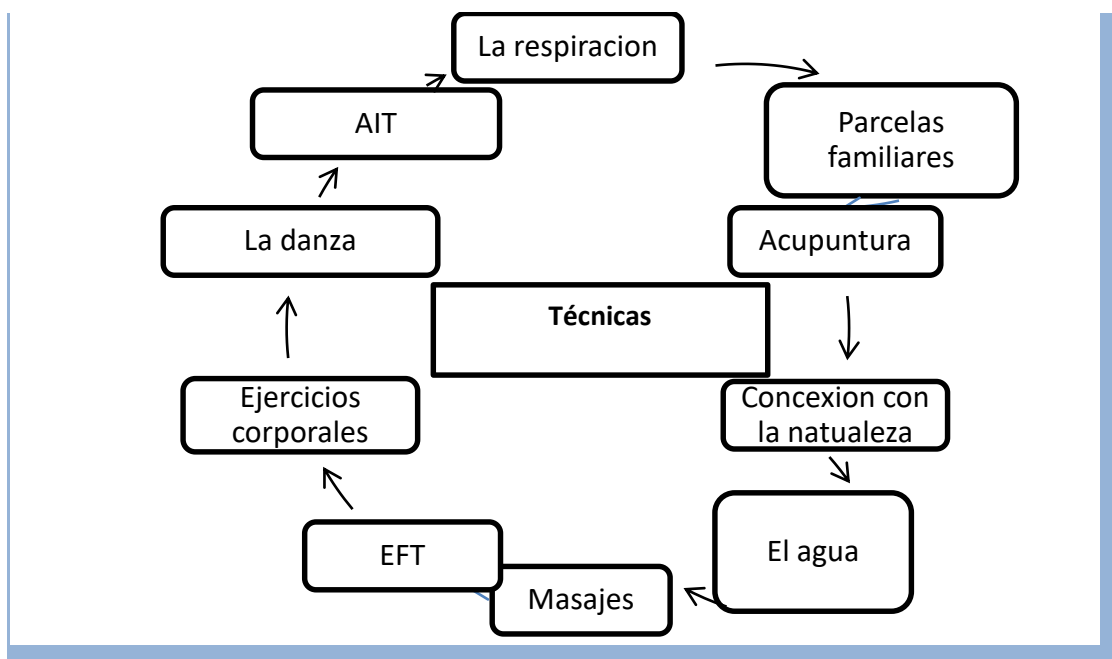 La respiracion
AIT
Parcelas
familiares
La danza
Acupuntura
Técnicas
Ejercicios
corporales
Concexion con
la natualeza
EFT
El agua
Masajes